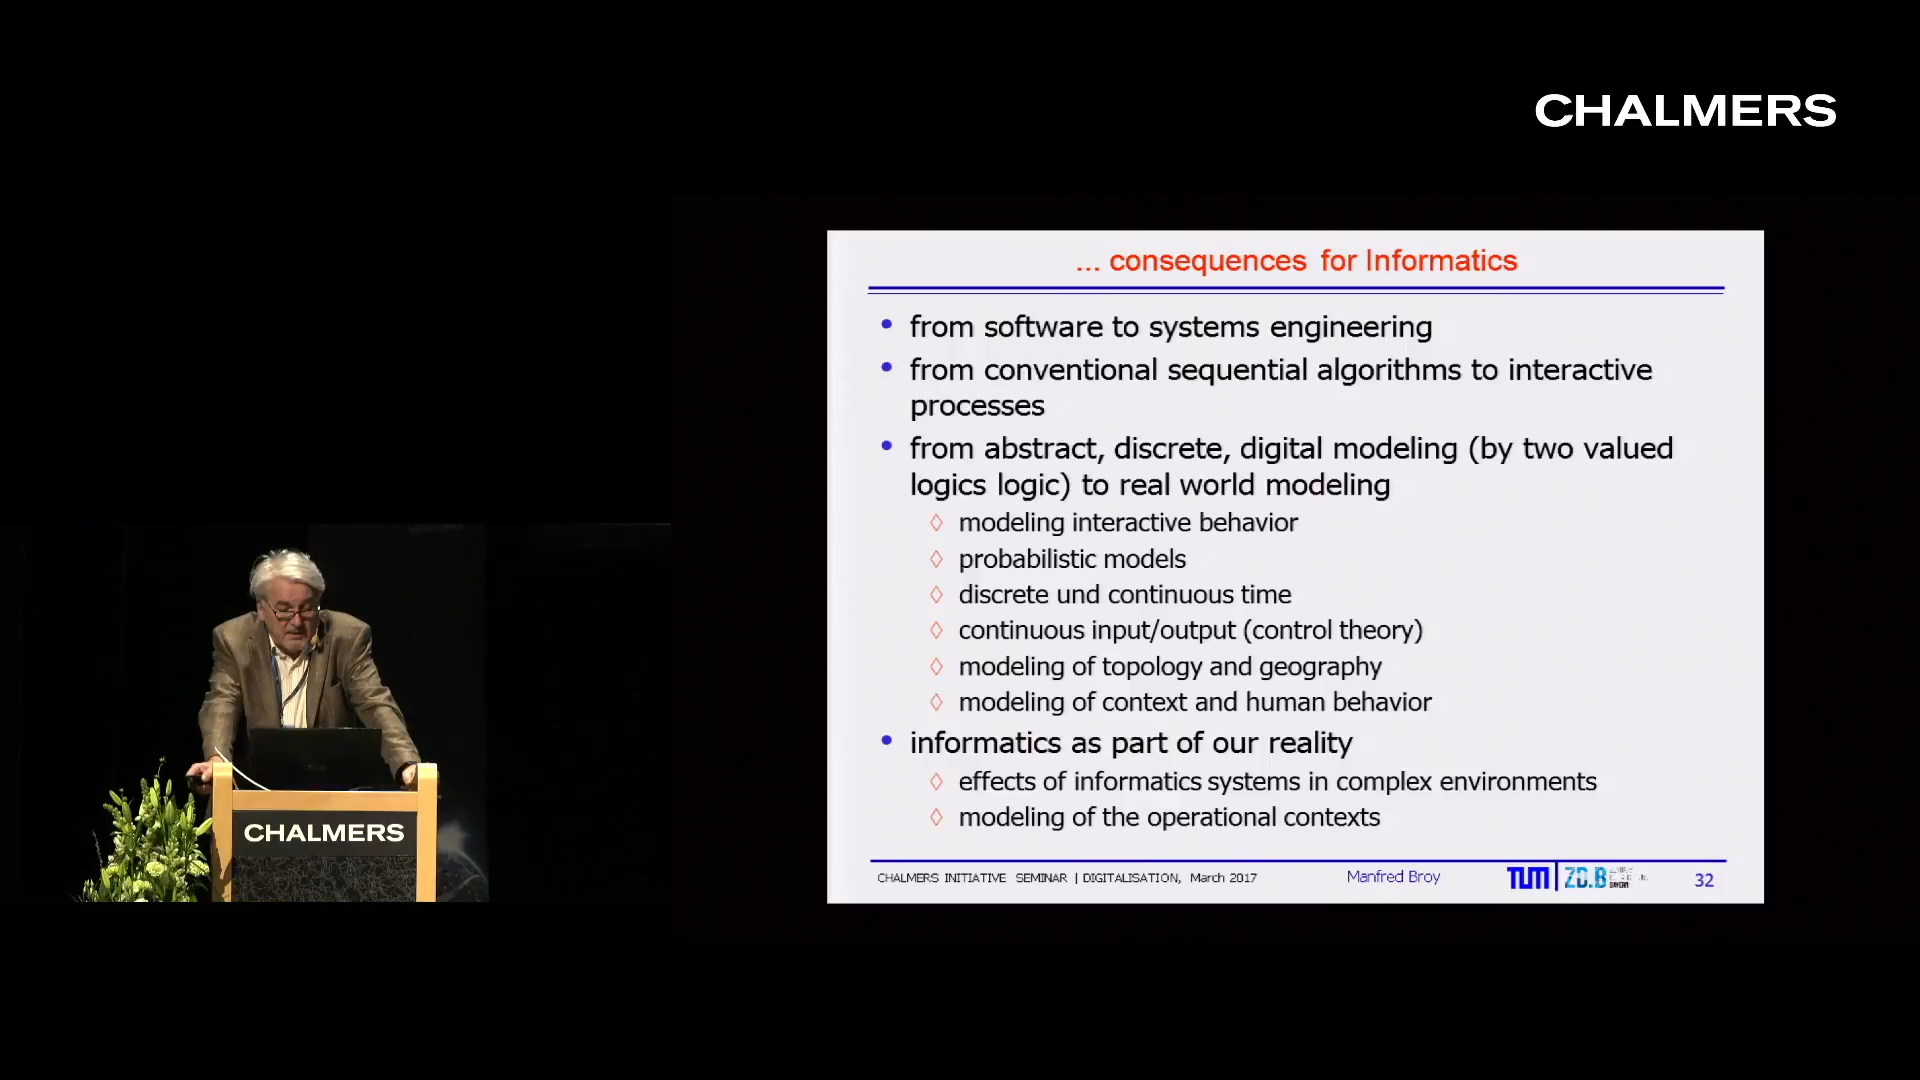 CHALMERS
... consequences for Informatics
• from software to systems engineering
• from conventional sequential algorithms to interactive
processes
• from abstract, discrete, digital modeling (by two valued
logics logic) to real world modeling
◊ modeling interactive behavior
◊ probabilistic models
◊ discrete und continuous time
◊ continuous input/output (control theory)
◊ modeling of topology and geography
◊ modeling of context and human behavior
• informatics as part of our reality
◊ effects of informatics systems in complex environments
◊ modeling of the operational contexts
CHALMERS INITIATIVE SEMINAR | DIGITALISATION, March 2017
Manfred Broy
TUM
ZD.B
32
CHALMERS